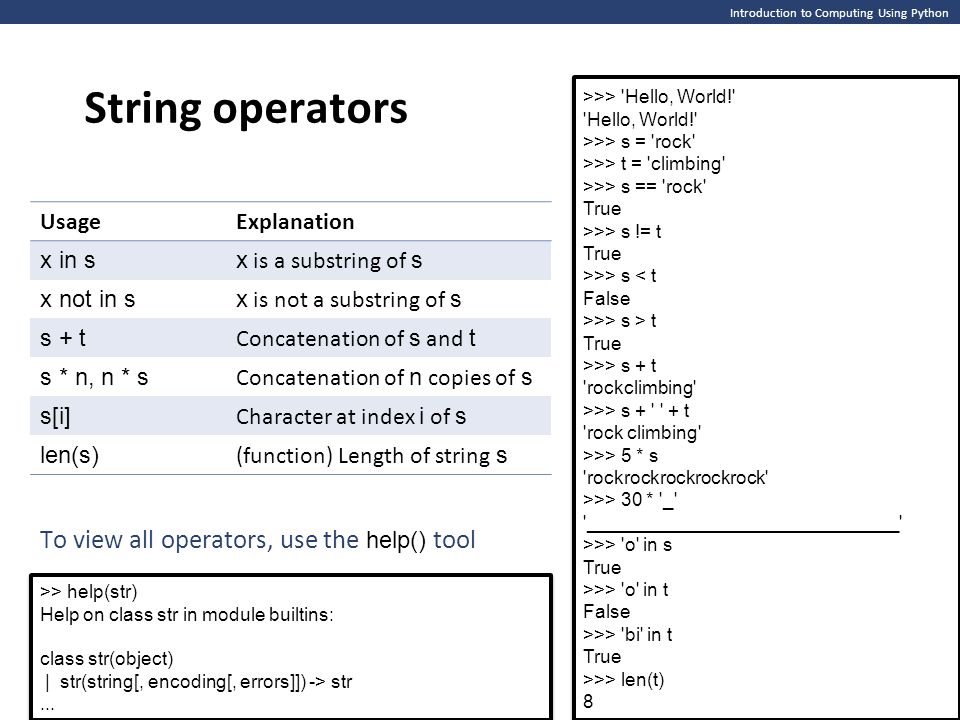 Introduction to Computing Using Python
String operators
Usage Explanation
x in s x is a substring of s
x not in s x is not a substring of s
s + t Concatenation of s and t
s * n, n * s Concatenation of n copies of s
s[i] Character at index i of s
len(s) (function) Length of string s
To view all operators, use the help() tool
>> help(str)
Help on class str in module builtins:
class str(object)
| str(string[, encoding[, errors]]) -> str
...
>>> 'Hello, World!'
'Hello, World!'
>>> s = 'rock'
>>> t = 'climbing'
>>> s == 'rock'
True
>>> s != t
True
>>> s < t
False
>>> s > t
True
>>> s + t
'rockclimbing'
>>> s + ' ' + t
'rock climbing'
>>> 5 * s
'rockrockrockrockrock'
>>> 30 * '_'
'______________________________'
>>> 'o' in s
True
>>> 'o' in t
False
>>> 'bi' in t
True
>>> len(t)
8